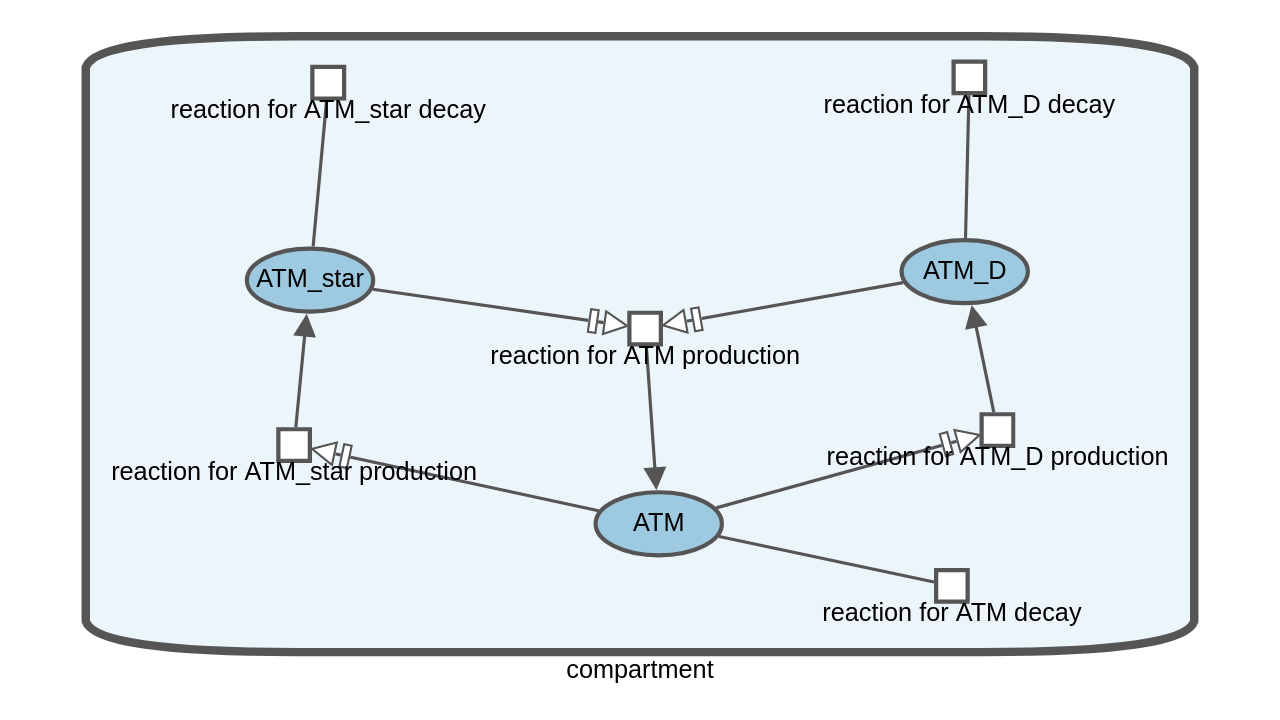 reaction for ATM_star decay
reaction for ATM_D decay
ATM_star
ATM_D
reaction for ATM production
reaction for ATM_star production
reaction for ATM_D production
ATM
reaction for ATM decay
compartment